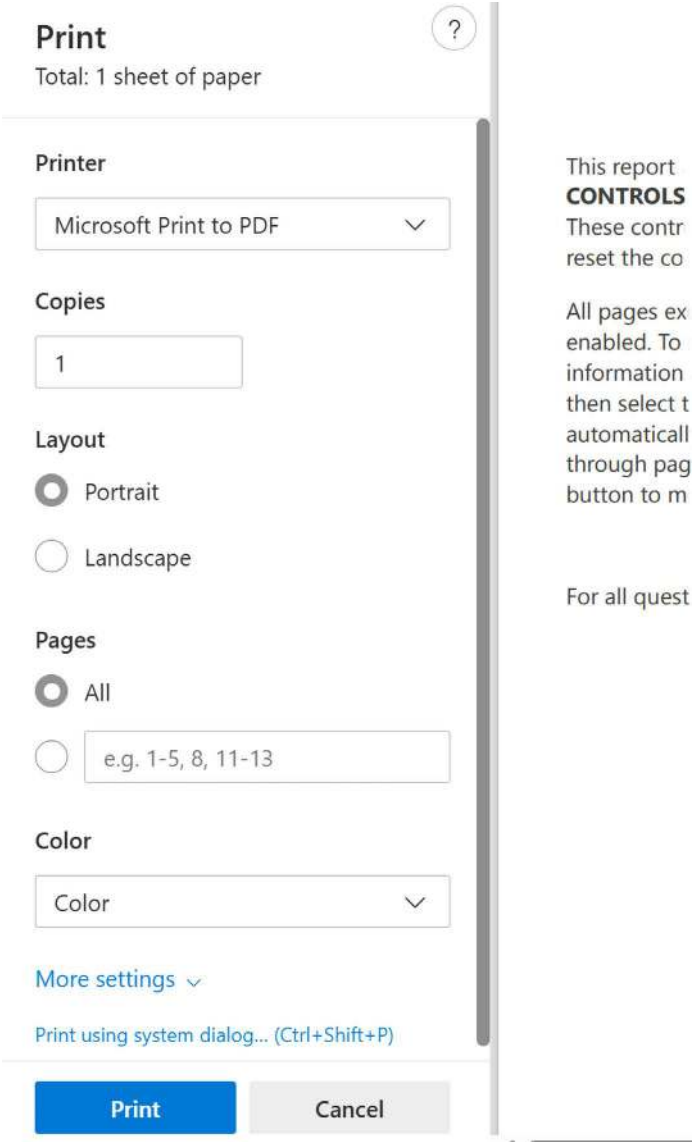 Print
?
Total: 1 sheet of paper
Printer
Microsoft Print to PDF
Copies
1
Layout
Portrait
Landscape
Pages
All
e.g. 1-5, 8, 11-13
Color
Color
More settings
Print using system dialog... (Ctrl+Shift+P)
Print
Cancel
This report
CONTROLS
These contr
reset the co
All pages ex
enabled. To
information
then select t
automaticall
through pag
button to m
For all quest